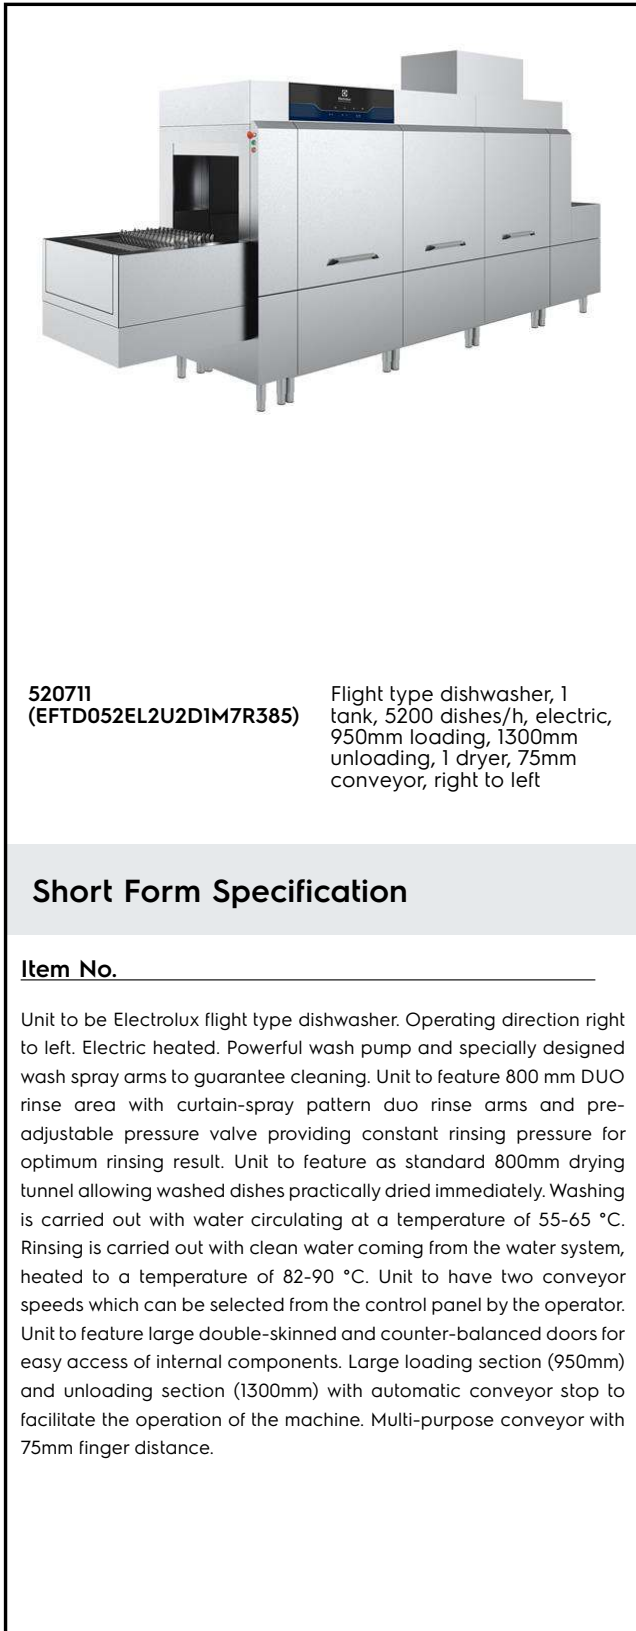 Electrolux
520711
(EFTD052EL2U2D1M7R385)
Flight type dishwasher, 1
tank, 5200 dishes/h, electric,
950mm loading, 1300mm
unloading, 1 dryer, 75mm
conveyor, right to left
Short Form Specification
Item No.
Unit to be Electrolux flight type dishwasher. Operating direction right
to left. Electric heated. Powerful wash pump and specially designed
wash spray arms to guarantee cleaning. Unit to feature 800 mm DUO
rinse area with curtain-spray pattern duo rinse arms and pre-
adjustable pressure valve providing constant rinsing pressure for
optimum rinsing result. Unit to feature as standard 800mm drying
tunnel allowing washed dishes practically dried immediately. Washing
is carried out with water circulating at a temperature of 55-65 °C.
Rinsing is carried out with clean water coming from the water system,
heated to a temperature of 82-90 °C. Unit to have two conveyor
speeds which can be selected from the control panel by the operator.
Unit to feature large double-skinned and counter-balanced doors for
easy access of internal components. Large loading section (950mm)
and unloading section (1300mm) with automatic conveyor stop to
facilitate the operation of the machine. Multi-purpose conveyor with
75mm finger distance.